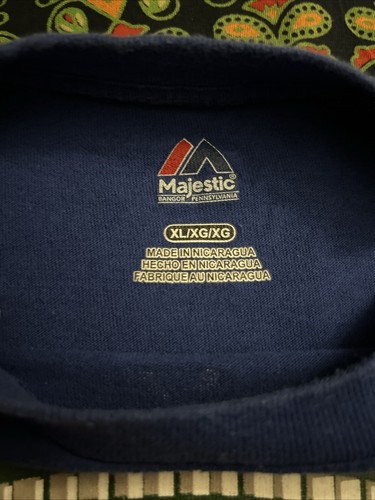 Majestic®
BANGOR PENNSYLVANIA
XL/XG/XG
MADE IN NICARAGUA
HECHO EN NICARAGUA
FABRIQUE AU NICARAGUA